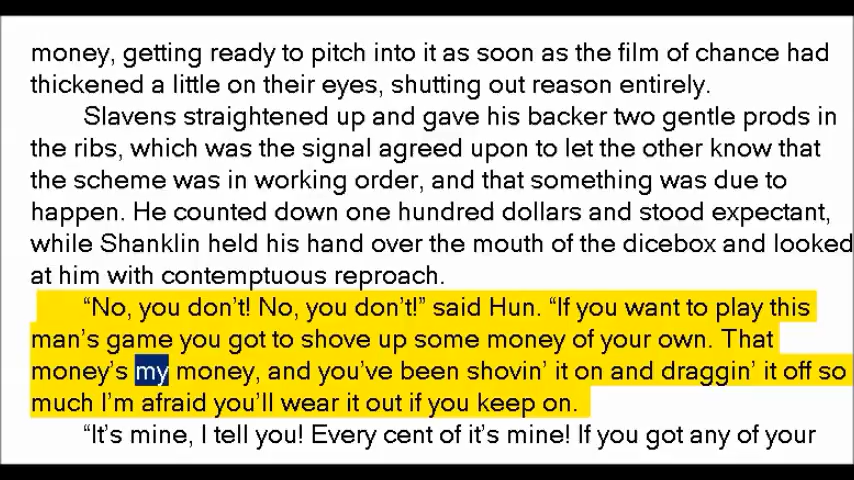 money, getting ready to pitch into it as soon as the film of chance had
thickened a little on their eyes, shutting out reason entirely.
Slavens straightened up and gave his backer two gentle prods in
the ribs, which was the signal agreed upon to let the other know that
the scheme was in working order, and that something was due to
happen. He counted down one hundred dollars and stood expectant,
while Shanklin held his hand over the mouth of the dicebox and looked
at him with contemptuous reproach.
“No, you don’t! No, you don’t!” said Hun. “If you want to play this
man’s game you got to shove up some money of your own. That
money’s my money, and you’ve been shovin’ it on and draggin’ it off so
much I’m afraid you’ll wear it out if you keep on.
“It’s mine, I tell you! Every cent of it’s mine! If you got any of your